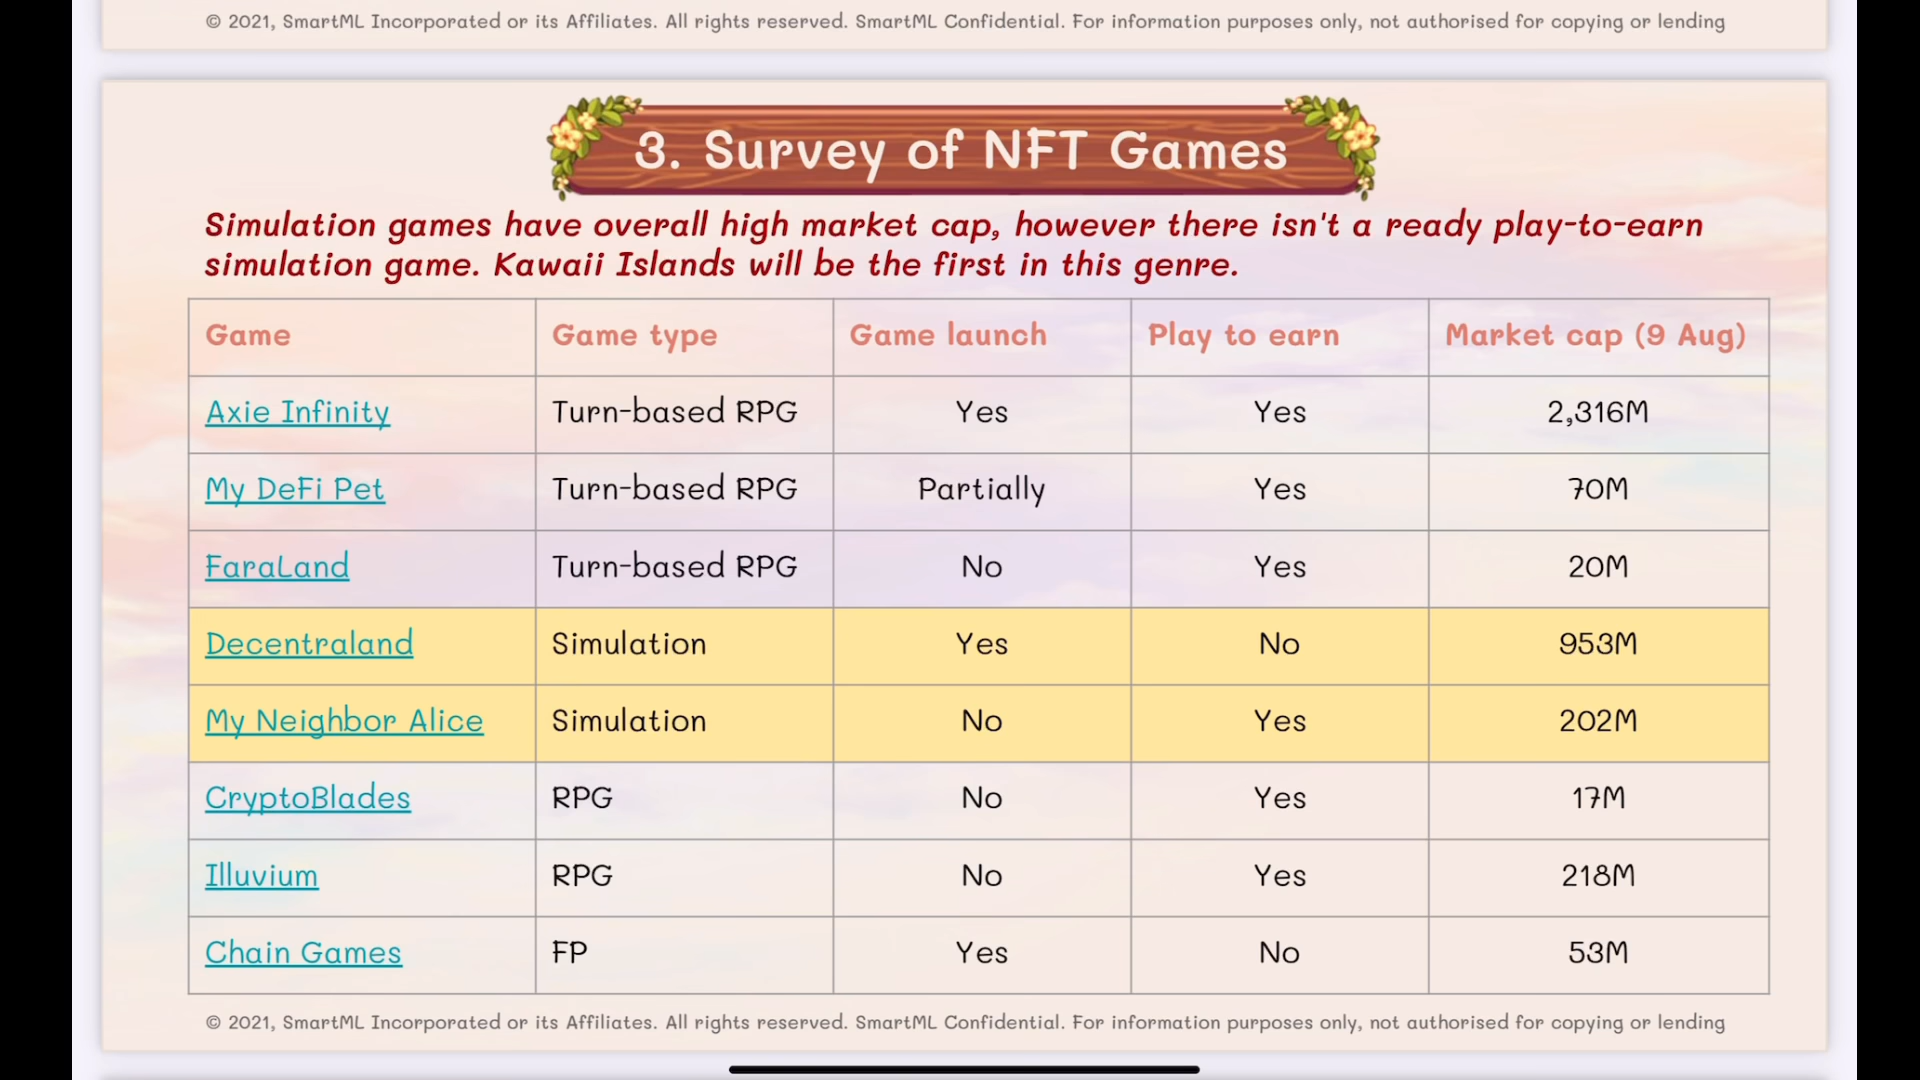 © 2021, SmartML Incorporated or its Affiliates. All rights reserved. SmartML Confidential. For information purposes only, not authorised for copying or lending
3. Survey of NFT Games
Simulation games have overall high market cap, however there isn't a ready play-to-earn
simulation game. Kawaii Islands will be the first in this genre.
Game Game type Game launch Play to earn Market cap (9 Aug)
Axie Infinity Turn-based RPG Yes Yes 2,316M
My DeFi Pet Turn-based RPG Partially Yes 70M
FaraLand Turn-based RPG No Yes 20M
Decentraland Simulation Yes No 953M
My Neighbor Alice Simulation No Yes 202M
CryptoBlades RPG No Yes 17M
Illuvium RPG No Yes 218M
Chain Games FP Yes No 53M
© 2021, SmartML Incorporated or its Affiliates. All rights reserved. SmartML Confidential. For information purposes only, not authorised for copying or lending